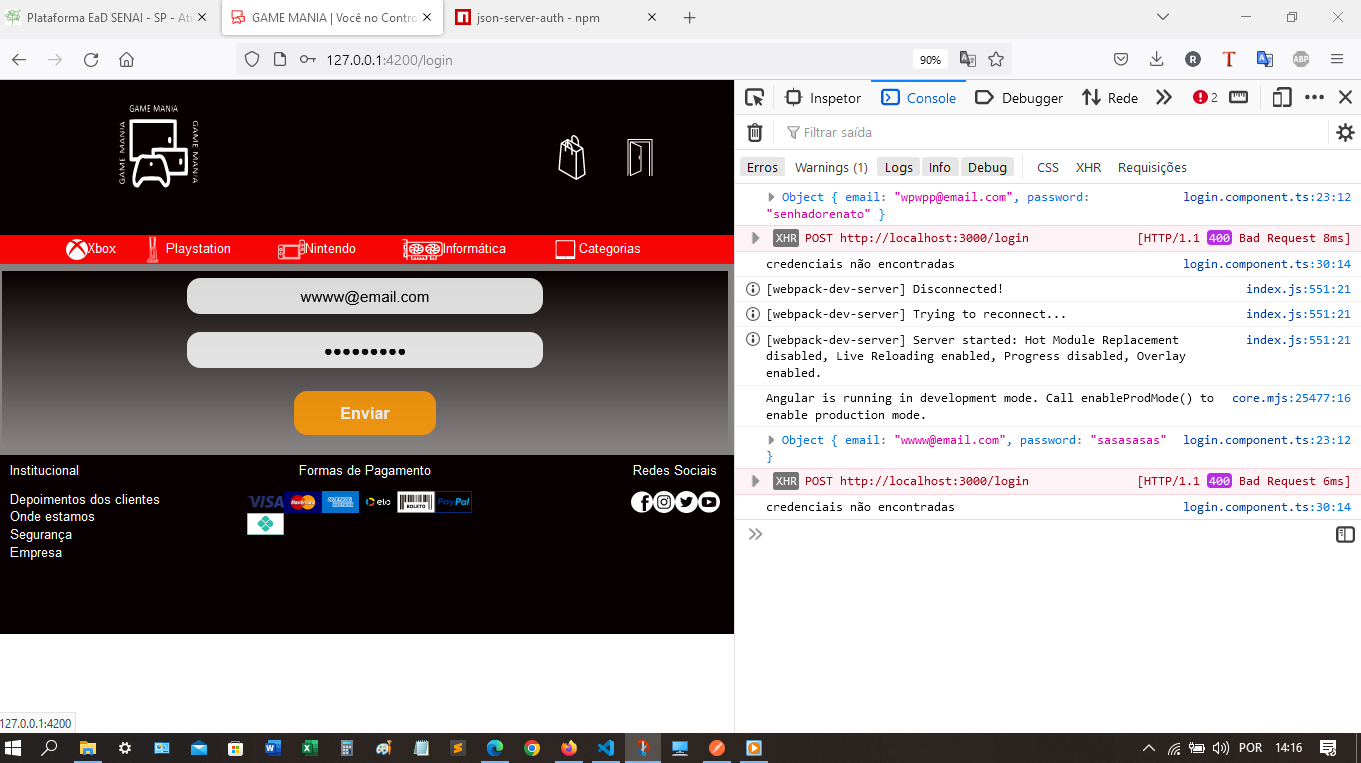 Plataforma EaD SENAI - SP - Ati
GAME MANIA | Você no Contro
json-server-auth - npm
127.0.0.1:4200/login
90%
R
T
ABP
GAME MANIA
GAME MANIA
GAME MANIA
Xbox
Playstation
Nintendo
Informática
Categorias
wwww@email.com
•••••••••
Enviar
Institucional
Formas de Pagamento
Redes Sociais
Depoimentos dos clientes
Onde estamos
Segurança
Empresa
VISA
MasterCard
AMERICAN EXPRESS
elo
BOLETO
PayPal
127.0.0.1:4200
Inspetor
Console
Debugger
Rede
2
Filtrar saída
Erros
Warnings (1)
Logs
Info
Debug
CSS
XHR
Requisições
Object { email: "wpwpp@email.com", password: login.component.ts:23:12
"senhadorenato" }
XHR POST http://localhost:3000/login [HTTP/1.1 400 Bad Request 8ms]
credenciais não encontradas login.component.ts:30:14
[webpack-dev-server] Disconnected! index.js:551:21
[webpack-dev-server] Trying to reconnect... index.js:551:21
[webpack-dev-server] Server started: Hot Module Replacement index.js:551:21
disabled, Live Reloading enabled, Progress disabled, Overlay
enabled.
Angular is running in development mode. Call enableProdMode() to core.mjs:25477:16
enable production mode.
Object { email: "wwww@email.com", password: "sasasasas" login.component.ts:23:12
}
XHR POST http://localhost:3000/login [HTTP/1.1 400 Bad Request 6ms]
credenciais não encontradas login.component.ts:30:14
POR
14:16